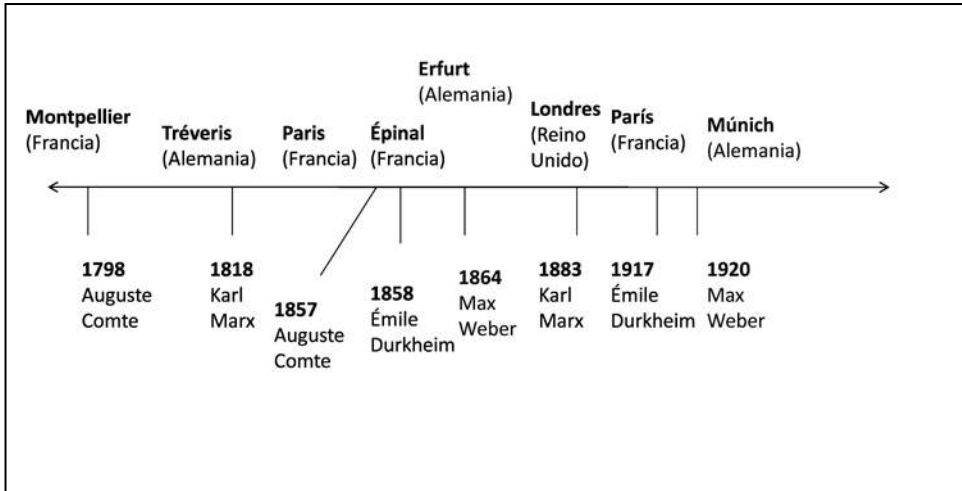 Erfurt
(Alemania)
Montpellier
(Francia)
Tréveris
(Alemania)
Paris
(Francia)
Épinal
(Francia)
Londres
(Reino
Unido)
París
(Francia)
Múnich
(Alemania)
1798
Auguste
Comte
1818
Karl
Marx
1857
Auguste
Comte
1858
Émile
Durkheim
1864
Max
Weber
1883
Karl
Marx
1917
Émile
Durkheim
1920
Max
Weber